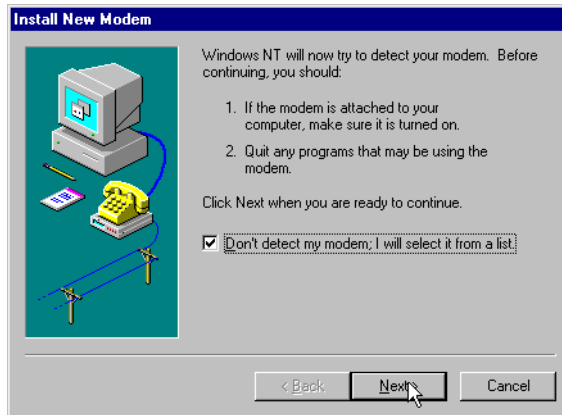 Install New Modem
Windows NT will now try to detect your modem. Before
continuing, you should:
1. If the modem is attached to your
computer, make sure it is turned on.
2. Quit any programs that may be using the
modem.
Click Next when you are ready to continue.
Don't detect my modem; I will select it from a list.
< Back
Next >
Cancel